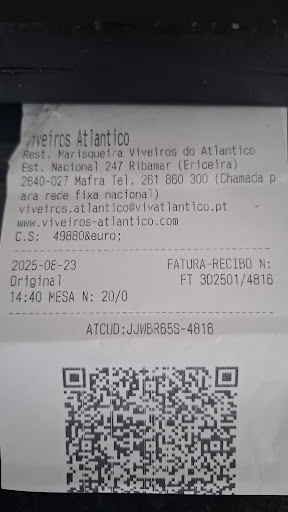 Viveiros Atlantico
Rest. Marisqueira Viveiros do Atlantico
Est. Nacional 247 Ribamar (Ericeira)
2640-027 Mafra Tel. 261 860 300 (Chamada p
ara rede fixa nacional)
viveiros.atlantico@vivatlantico.pt
www.viveiros-atlantico.com
C.S: 49880&euro;
2025-08-23 FATURA-RECIBO N:
Original FT 3D2501/4816
14:40 MESA N: 20/0
ATCUD:JJWBR65S-4816